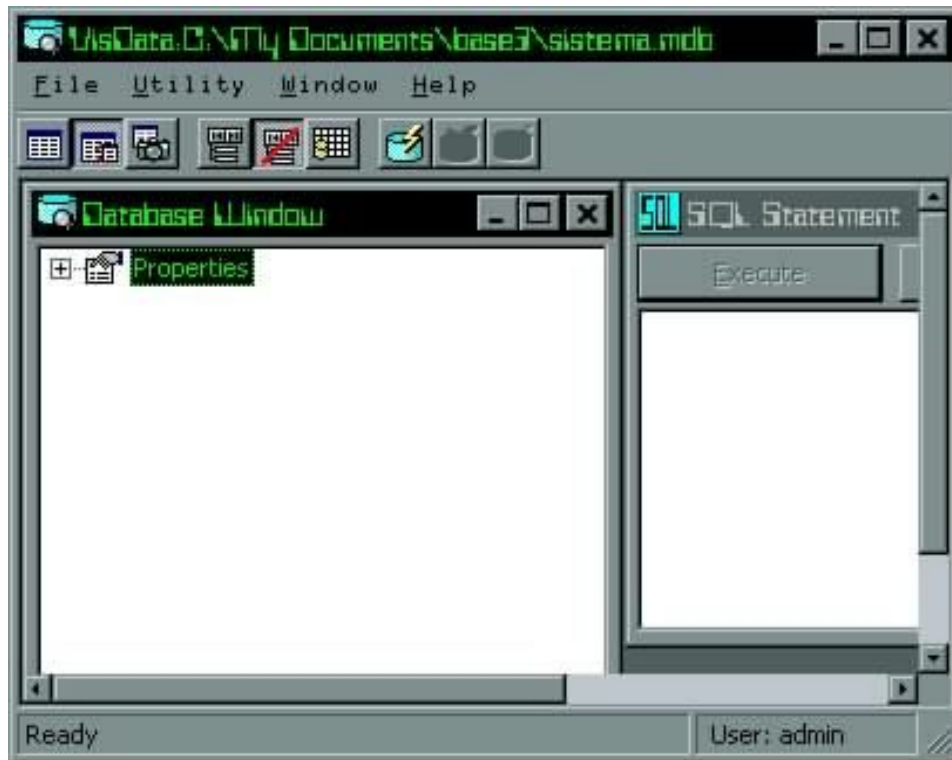 VisData:C:\My Documents\base3\sistema.mdb
File Utility Window Help
Database Window
SQL SQL Statement
Properties
Execute
Ready
User: admin